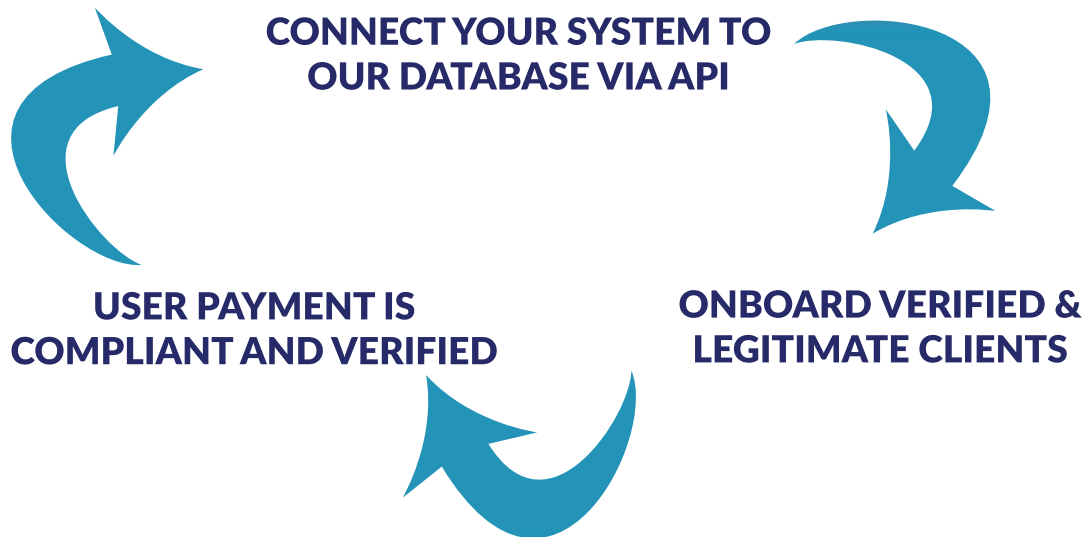 CONNECT YOUR SYSTEM TO
OUR DATABASE VIA API
ONBOARD VERIFIED &
LEGITIMATE CLIENTS
USER PAYMENT IS
COMPLIANT AND VERIFIED